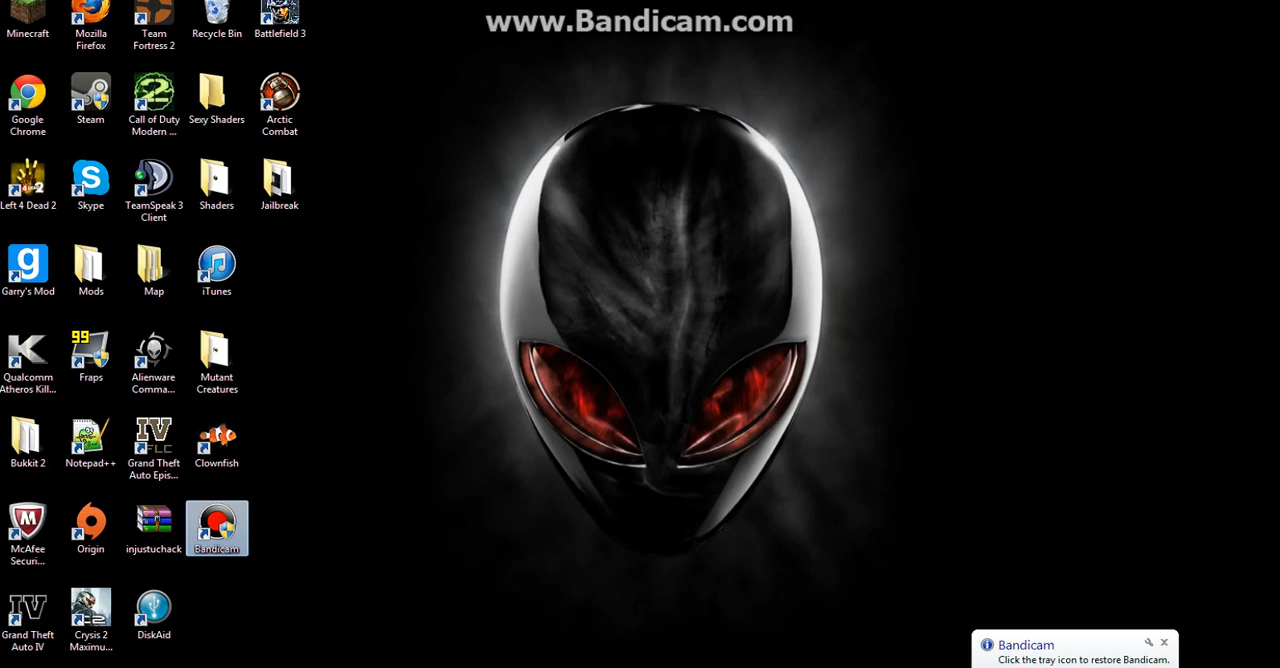 www.Bandicam.com
Minecraft
Mozilla
Firefox
Team
Fortress 2
Recycle Bin
Battlefield 3
Google
Chrome
Steam
Call of Duty
Modern ...
Sexy Shaders
Arctic
Combat
Left 4 Dead 2
Skype
TeamSpeak 3
Client
Shaders
Jailbreak
Garry's Mod
Mods
Map
iTunes
Qualcomm
Atheros Kill...
99
Fraps
Alienware
Comma...
Mutant
Creatures
Bukkit 2
Notepad++
IV
EFLC
Grand Theft
Auto Epis...
Clownfish
McAfee
Securi...
Origin
injustuchack
Bandicam
IV
Grand Theft
Auto IV
Crysis 2
Maximu...
DiskAid
Bandicam
Click the tray icon to restore Bandicam.